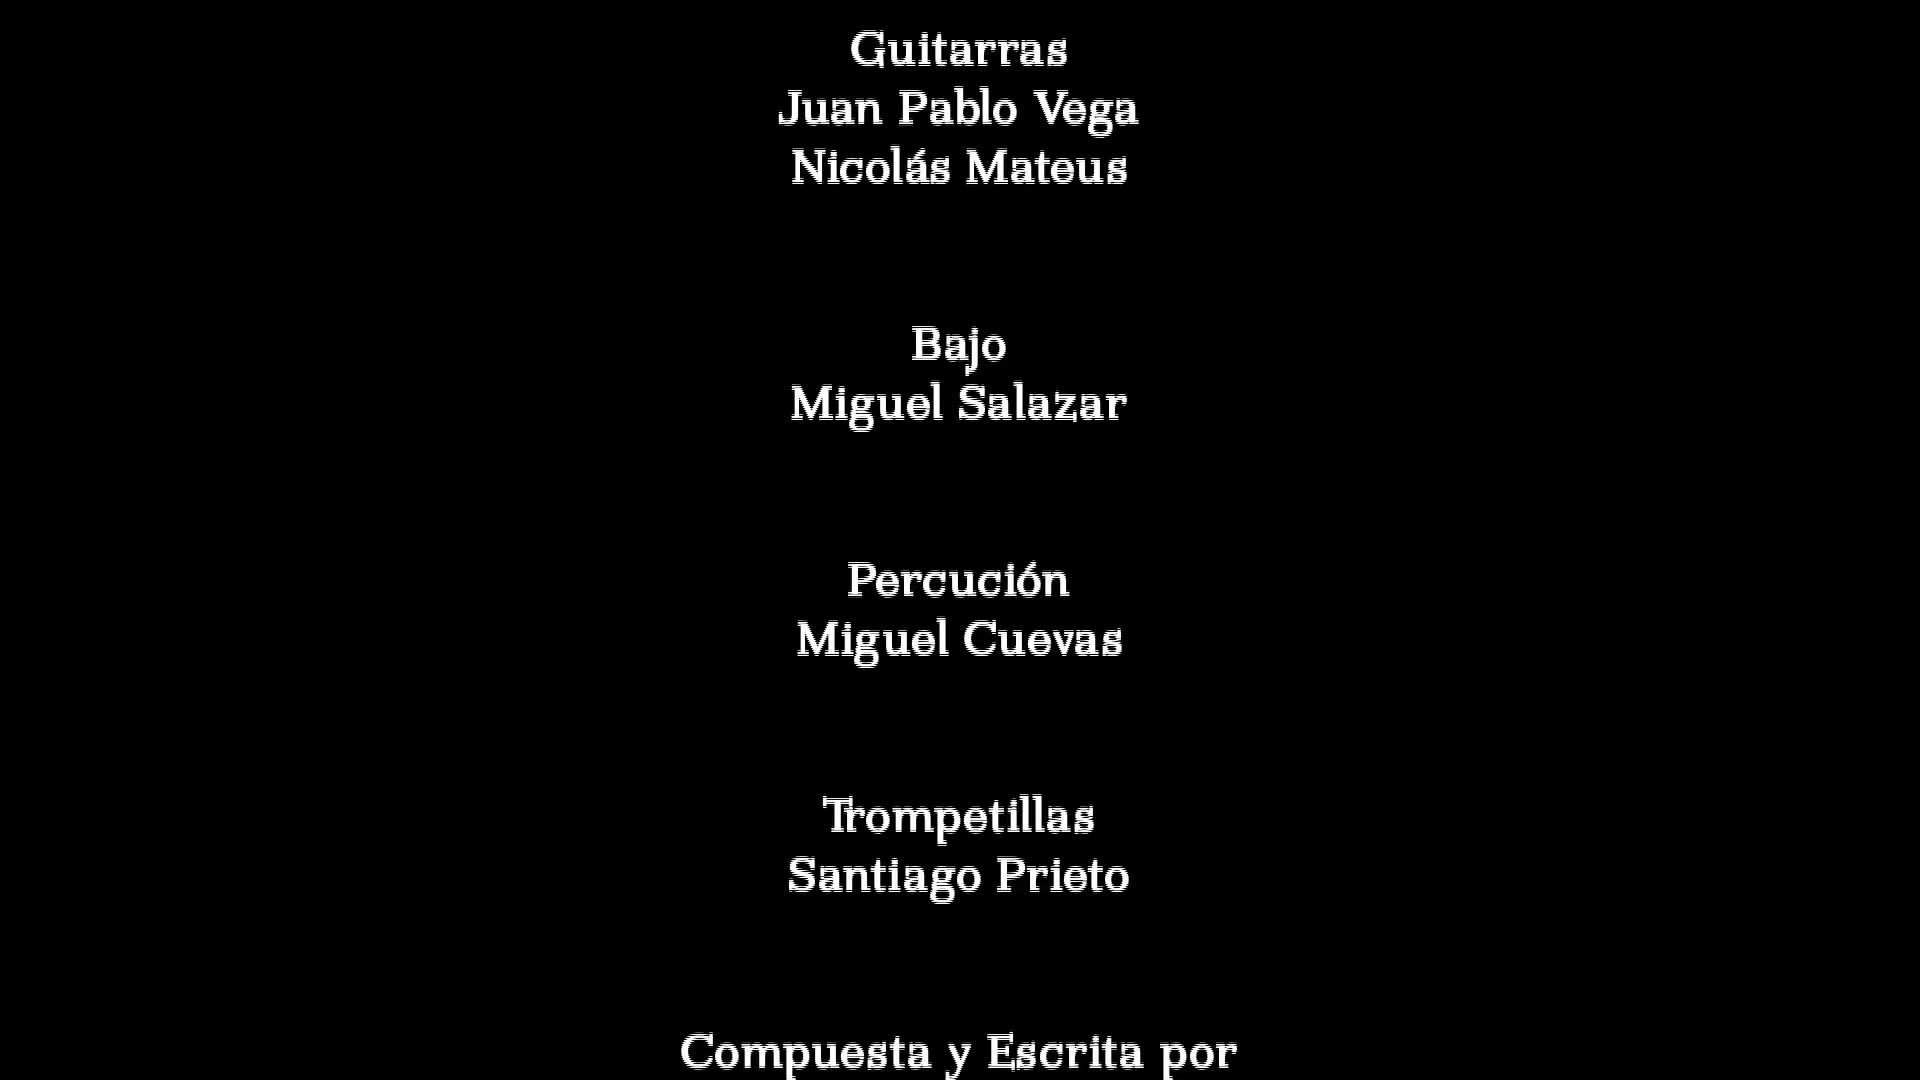 Guitarras
Juan Pablo Vega
Nicolás Mateus
Bajo
Miguel Salazar
Percución
Miguel Cuevas
Trompetillas
Santiago Prieto
Compuesta y Escrita por